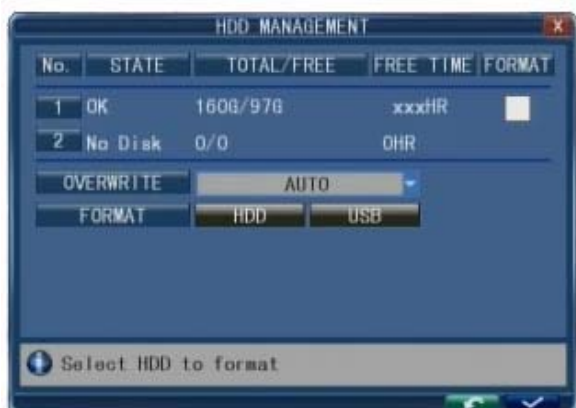 HDD MANAGEMENT
No. STATE TOTAL/FREE FREE TIME FORMAT
1 OK 160G/97G xxxHR
2 No Disk 0/0 0HR
OVERWRITE AUTO
FORMAT HDD USB
Select HDD to format